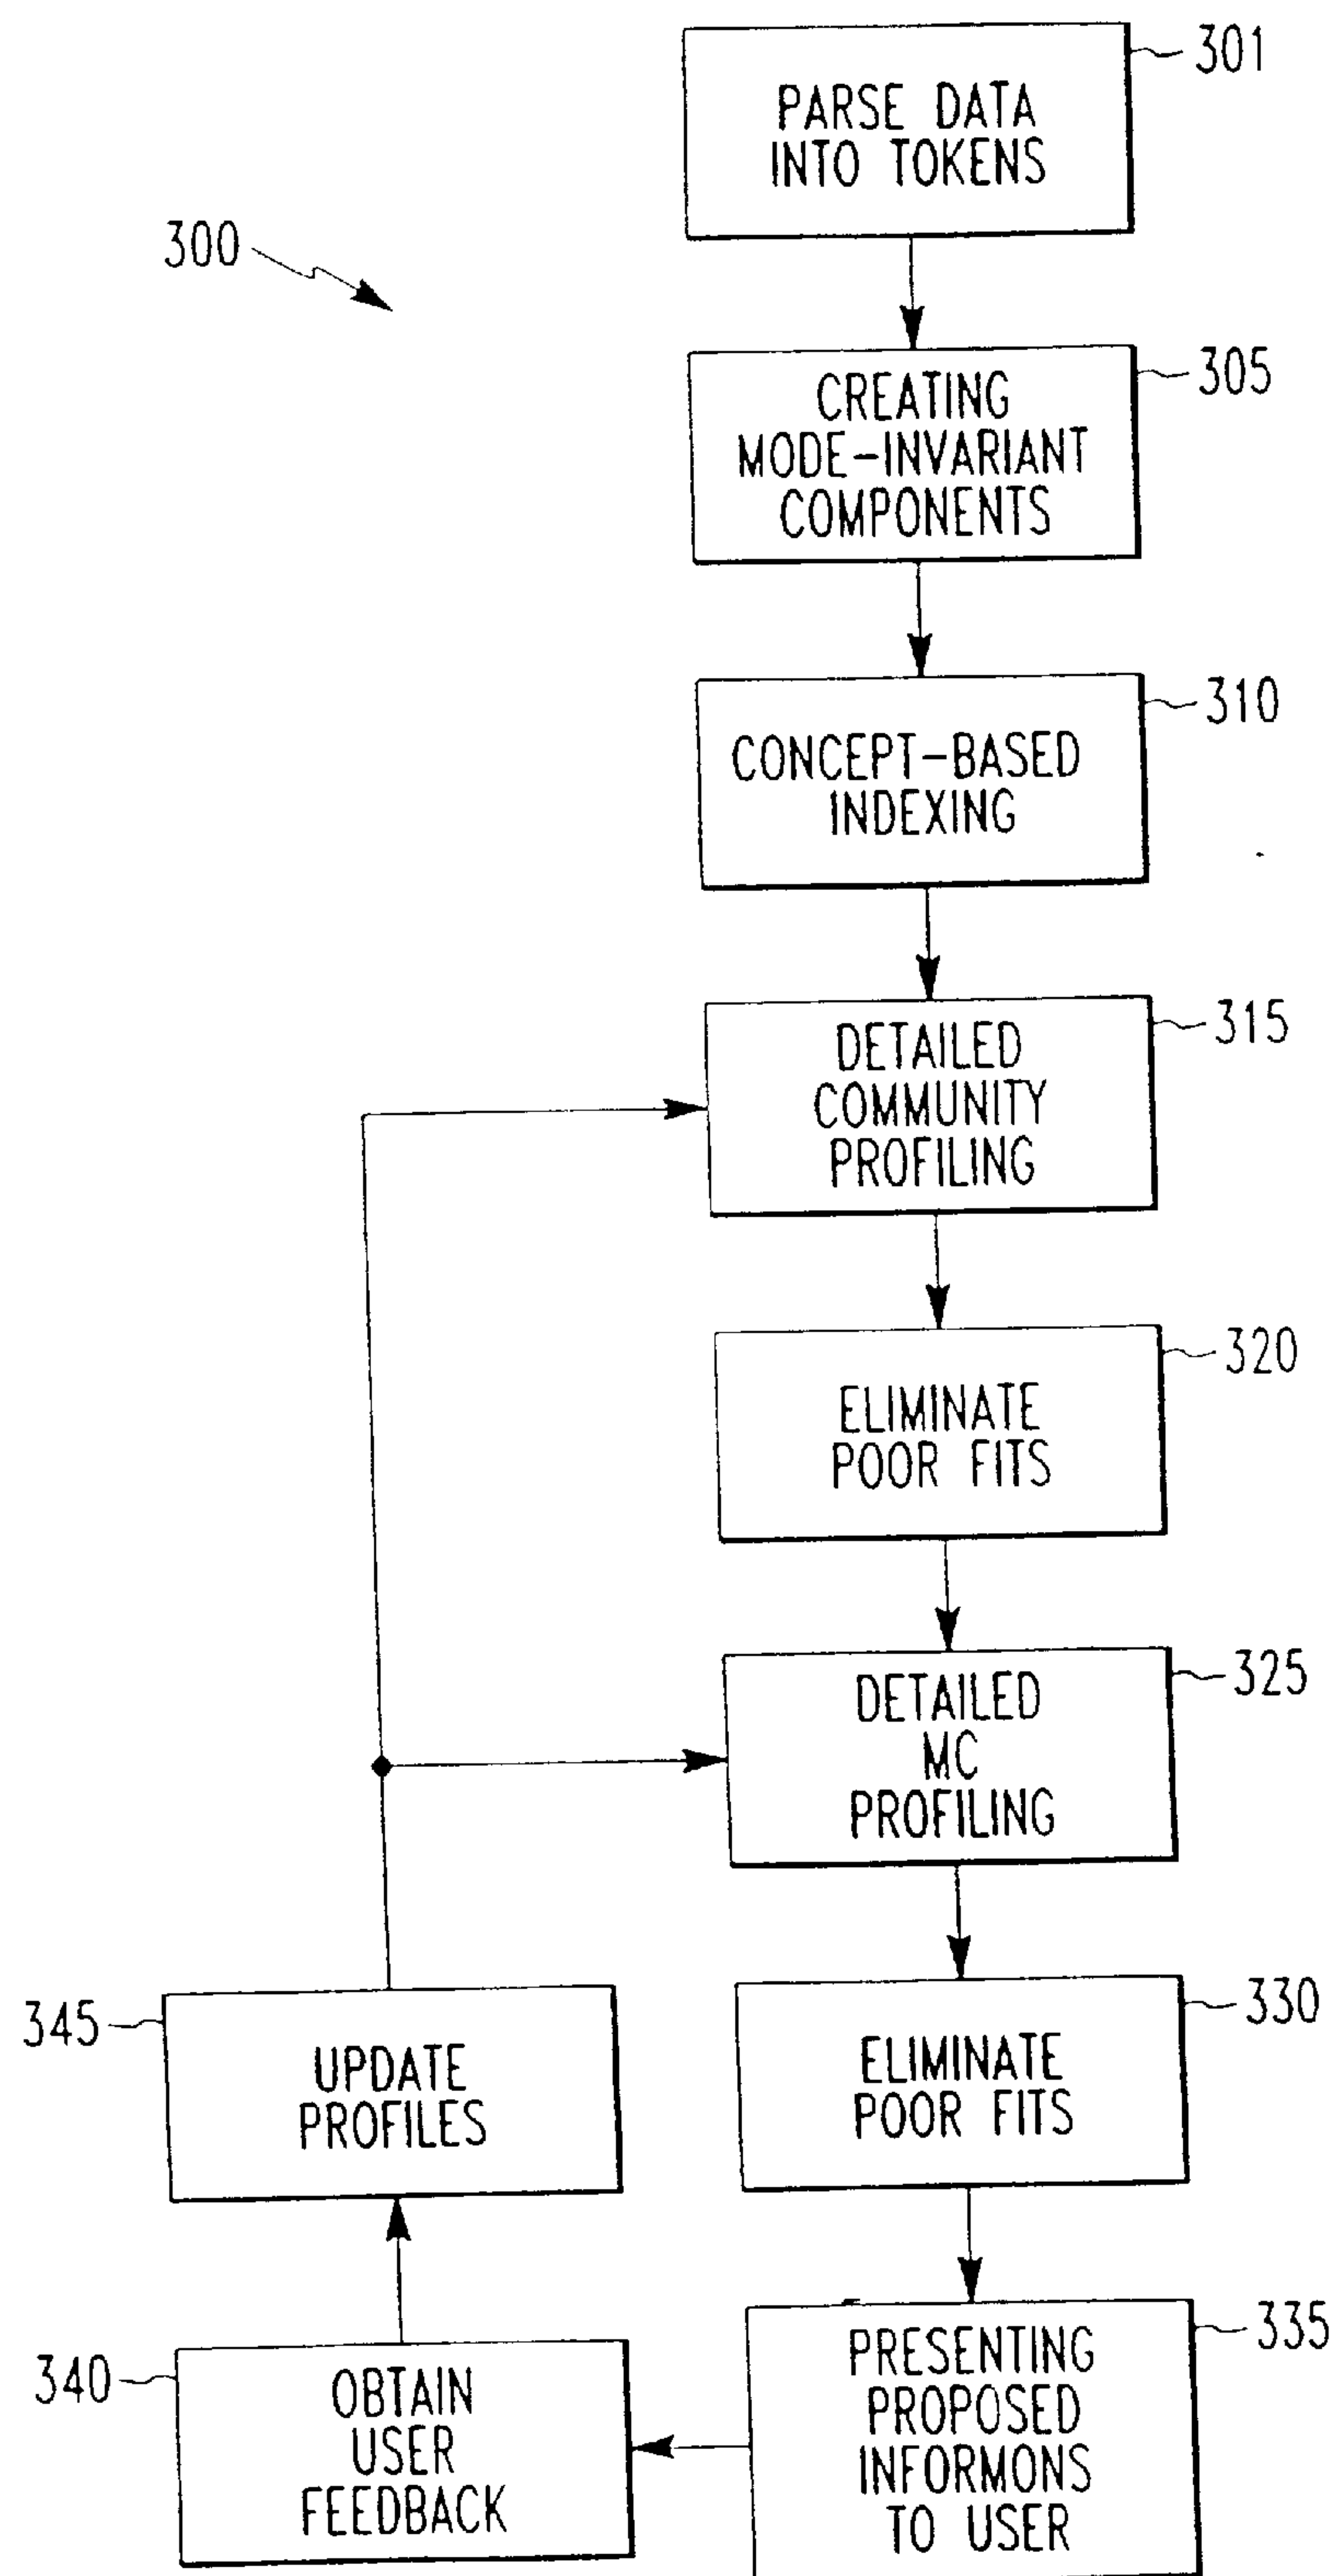 301
PARSE DATA
INTO TOKENS
300
305
CREATING
MODE-INVARIANT
COMPONENTS
310
CONCEPT-BASED
INDEXING
315
DETAILED
COMMUNITY
PROFILING
320
ELIMINATE
POOR FITS
325
DETAILED
MC
PROFILING
330
ELIMINATE
POOR FITS
345
UPDATE
PROFILES
335
PRESENTING
PROPOSED
INFORMONS
TO USER
340
OBTAIN
USER
FEEDBACK